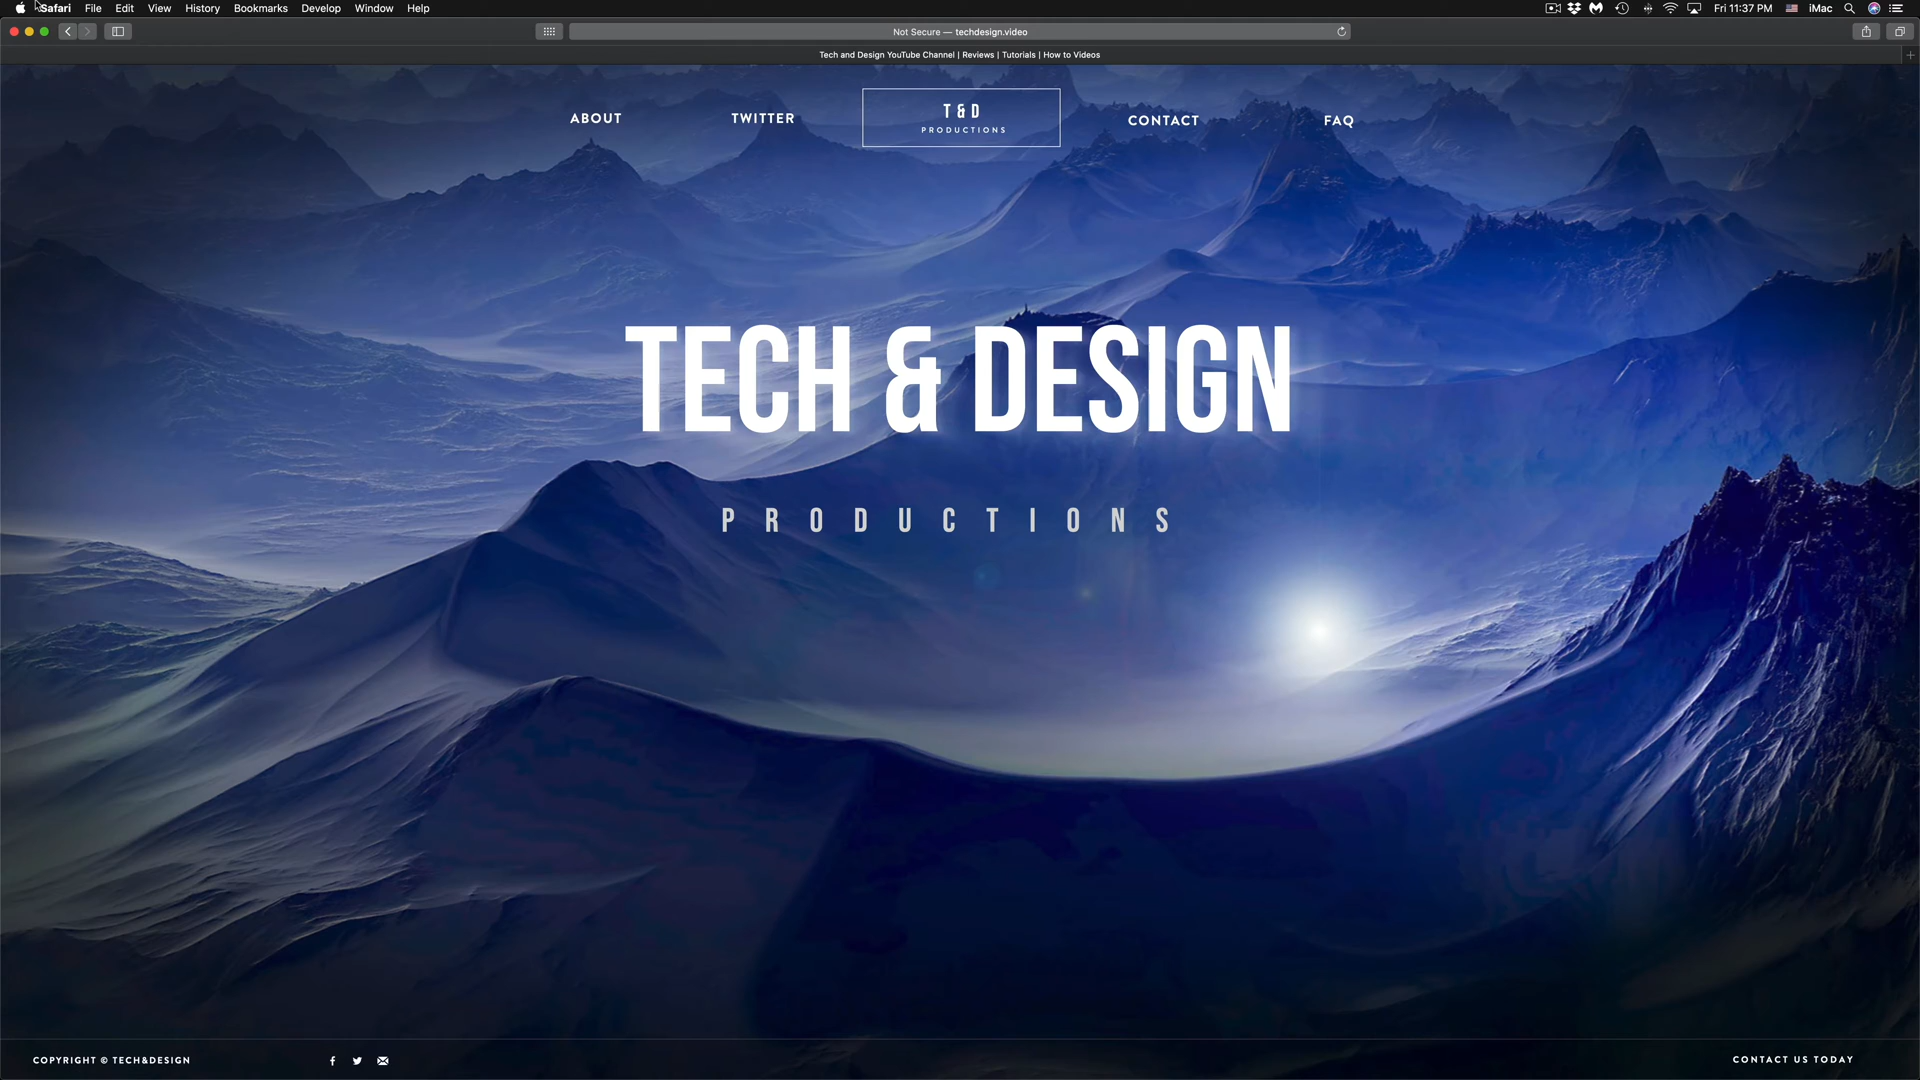 Safari File Edit View History Bookmarks Develop Window Help Fri 11:37 PM iMac
Not Secure — techdesign.video
Tech and Design YouTube Channel | Reviews | Tutorials | How to Videos
ABOUT TWITTER T&D CONTACT FAQ
PRODUCTIONS
TECH & DESIGN
PRODUCTIONS
COPYRIGHT © TECH&DESIGN CONTACT US TODAY